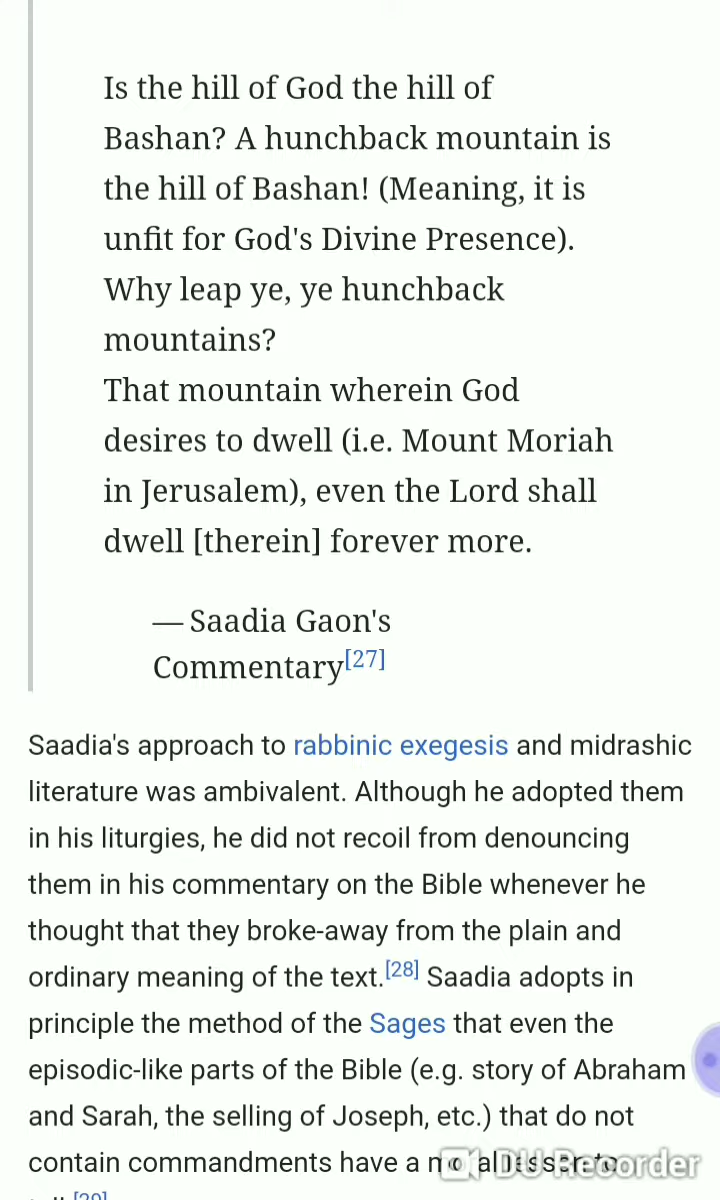 Is the hill of God the hill of
Bashan? A hunchback mountain is
the hill of Bashan! (Meaning, it is
unfit for God's Divine Presence).
Why leap ye, ye hunchback
mountains?
That mountain wherein God
desires to dwell (i.e. Mount Moriah
in Jerusalem), even the Lord shall
dwell [therein] forever more.
— Saadia Gaon's
Commentary[27]
Saadia's approach to rabbinic exegesis and midrashic
literature was ambivalent. Although he adopted them
in his liturgies, he did not recoil from denouncing
them in his commentary on the Bible whenever he
thought that they broke-away from the plain and
ordinary meaning of the text.[28] Saadia adopts in
principle the method of the Sages that even the
episodic-like parts of the Bible (e.g. story of Abraham
and Sarah, the selling of Joseph, etc.) that do not
contain commandments have a moral lesson to
DU Recorder